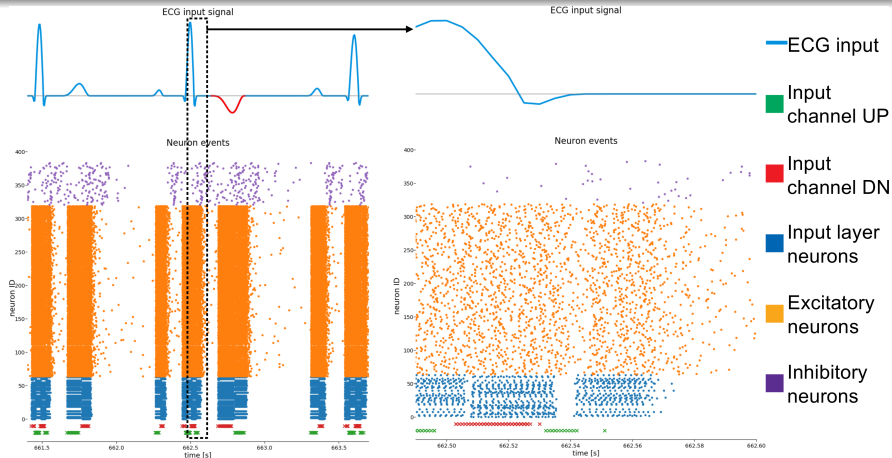 ECG input signal
Neuron events
neuron ID
400
350
300
250
200
150
100
50
0
661.5
662.0
662.5
663.0
663.5
time [s]
ECG input signal
Neuron events
neuron ID
400
350
300
250
200
150
100
50
0
662.50
662.52
662.54
662.56
662.58
662.60
time [s]
ECG input
Input
channel UP
Input
channel DN
Input layer
neurons
Excitatory
neurons
Inhibitory
neurons